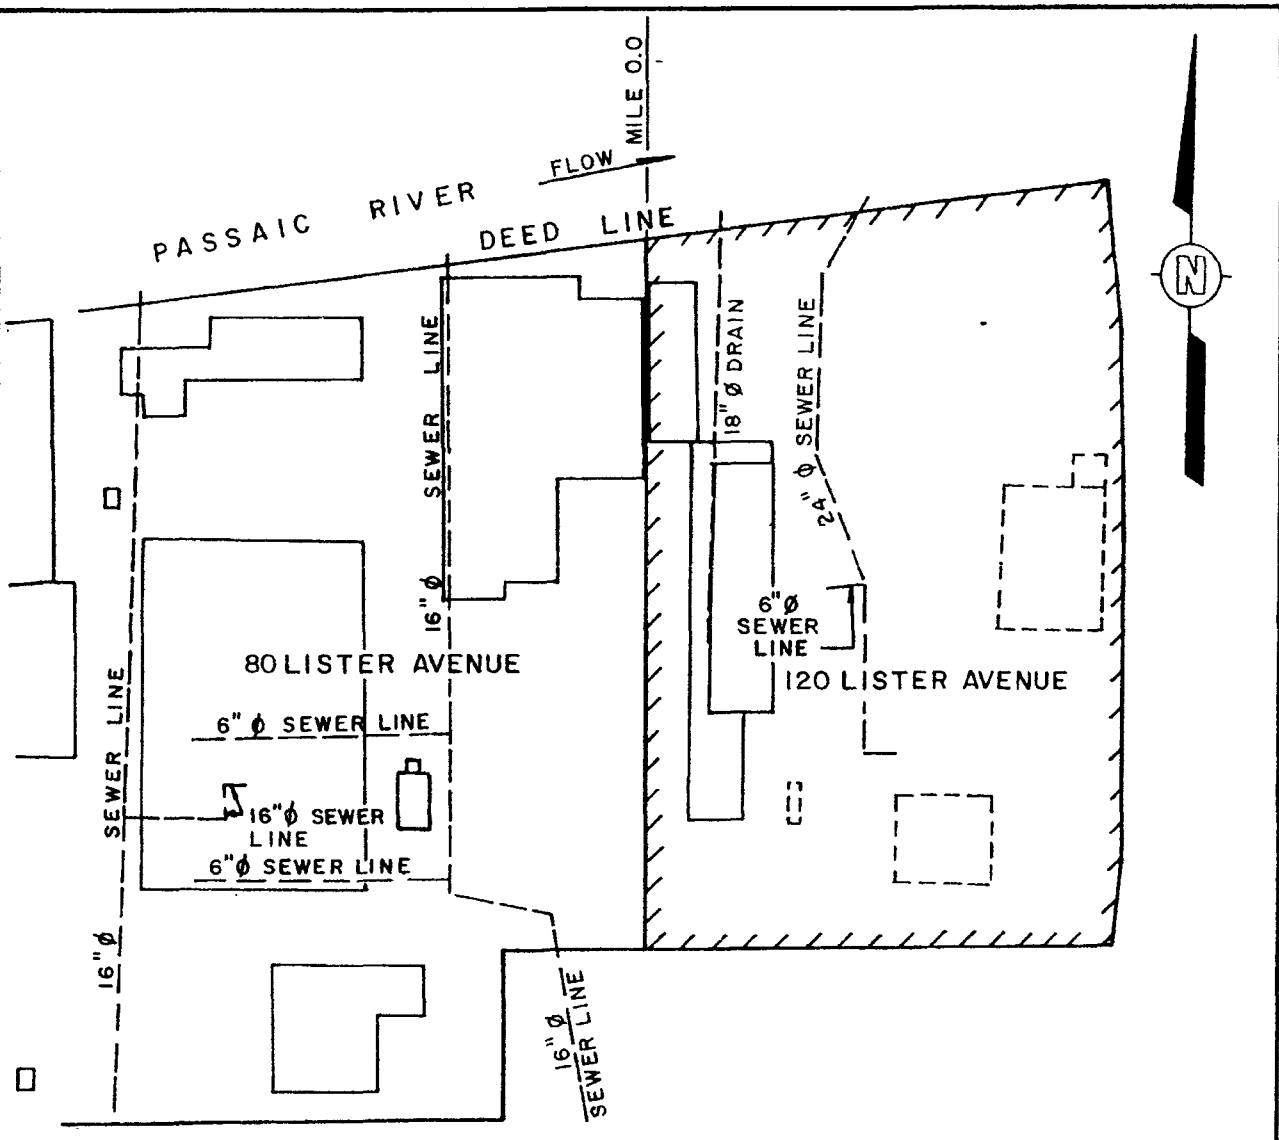 MILE 0.0
FLOW
PASSAIC RIVER
DEED LINE
SEWER LINE
16" Ø
18" Ø DRAIN
24" Ø SEWER LINE
6" Ø
SEWER
LINE
80 LISTER AVENUE
120 LISTER AVENUE
6" Ø SEWER LINE
SEWER LINE
16" Ø
16" Ø SEWER
LINE
6" Ø SEWER LINE
16" Ø
SEWER LINE
N